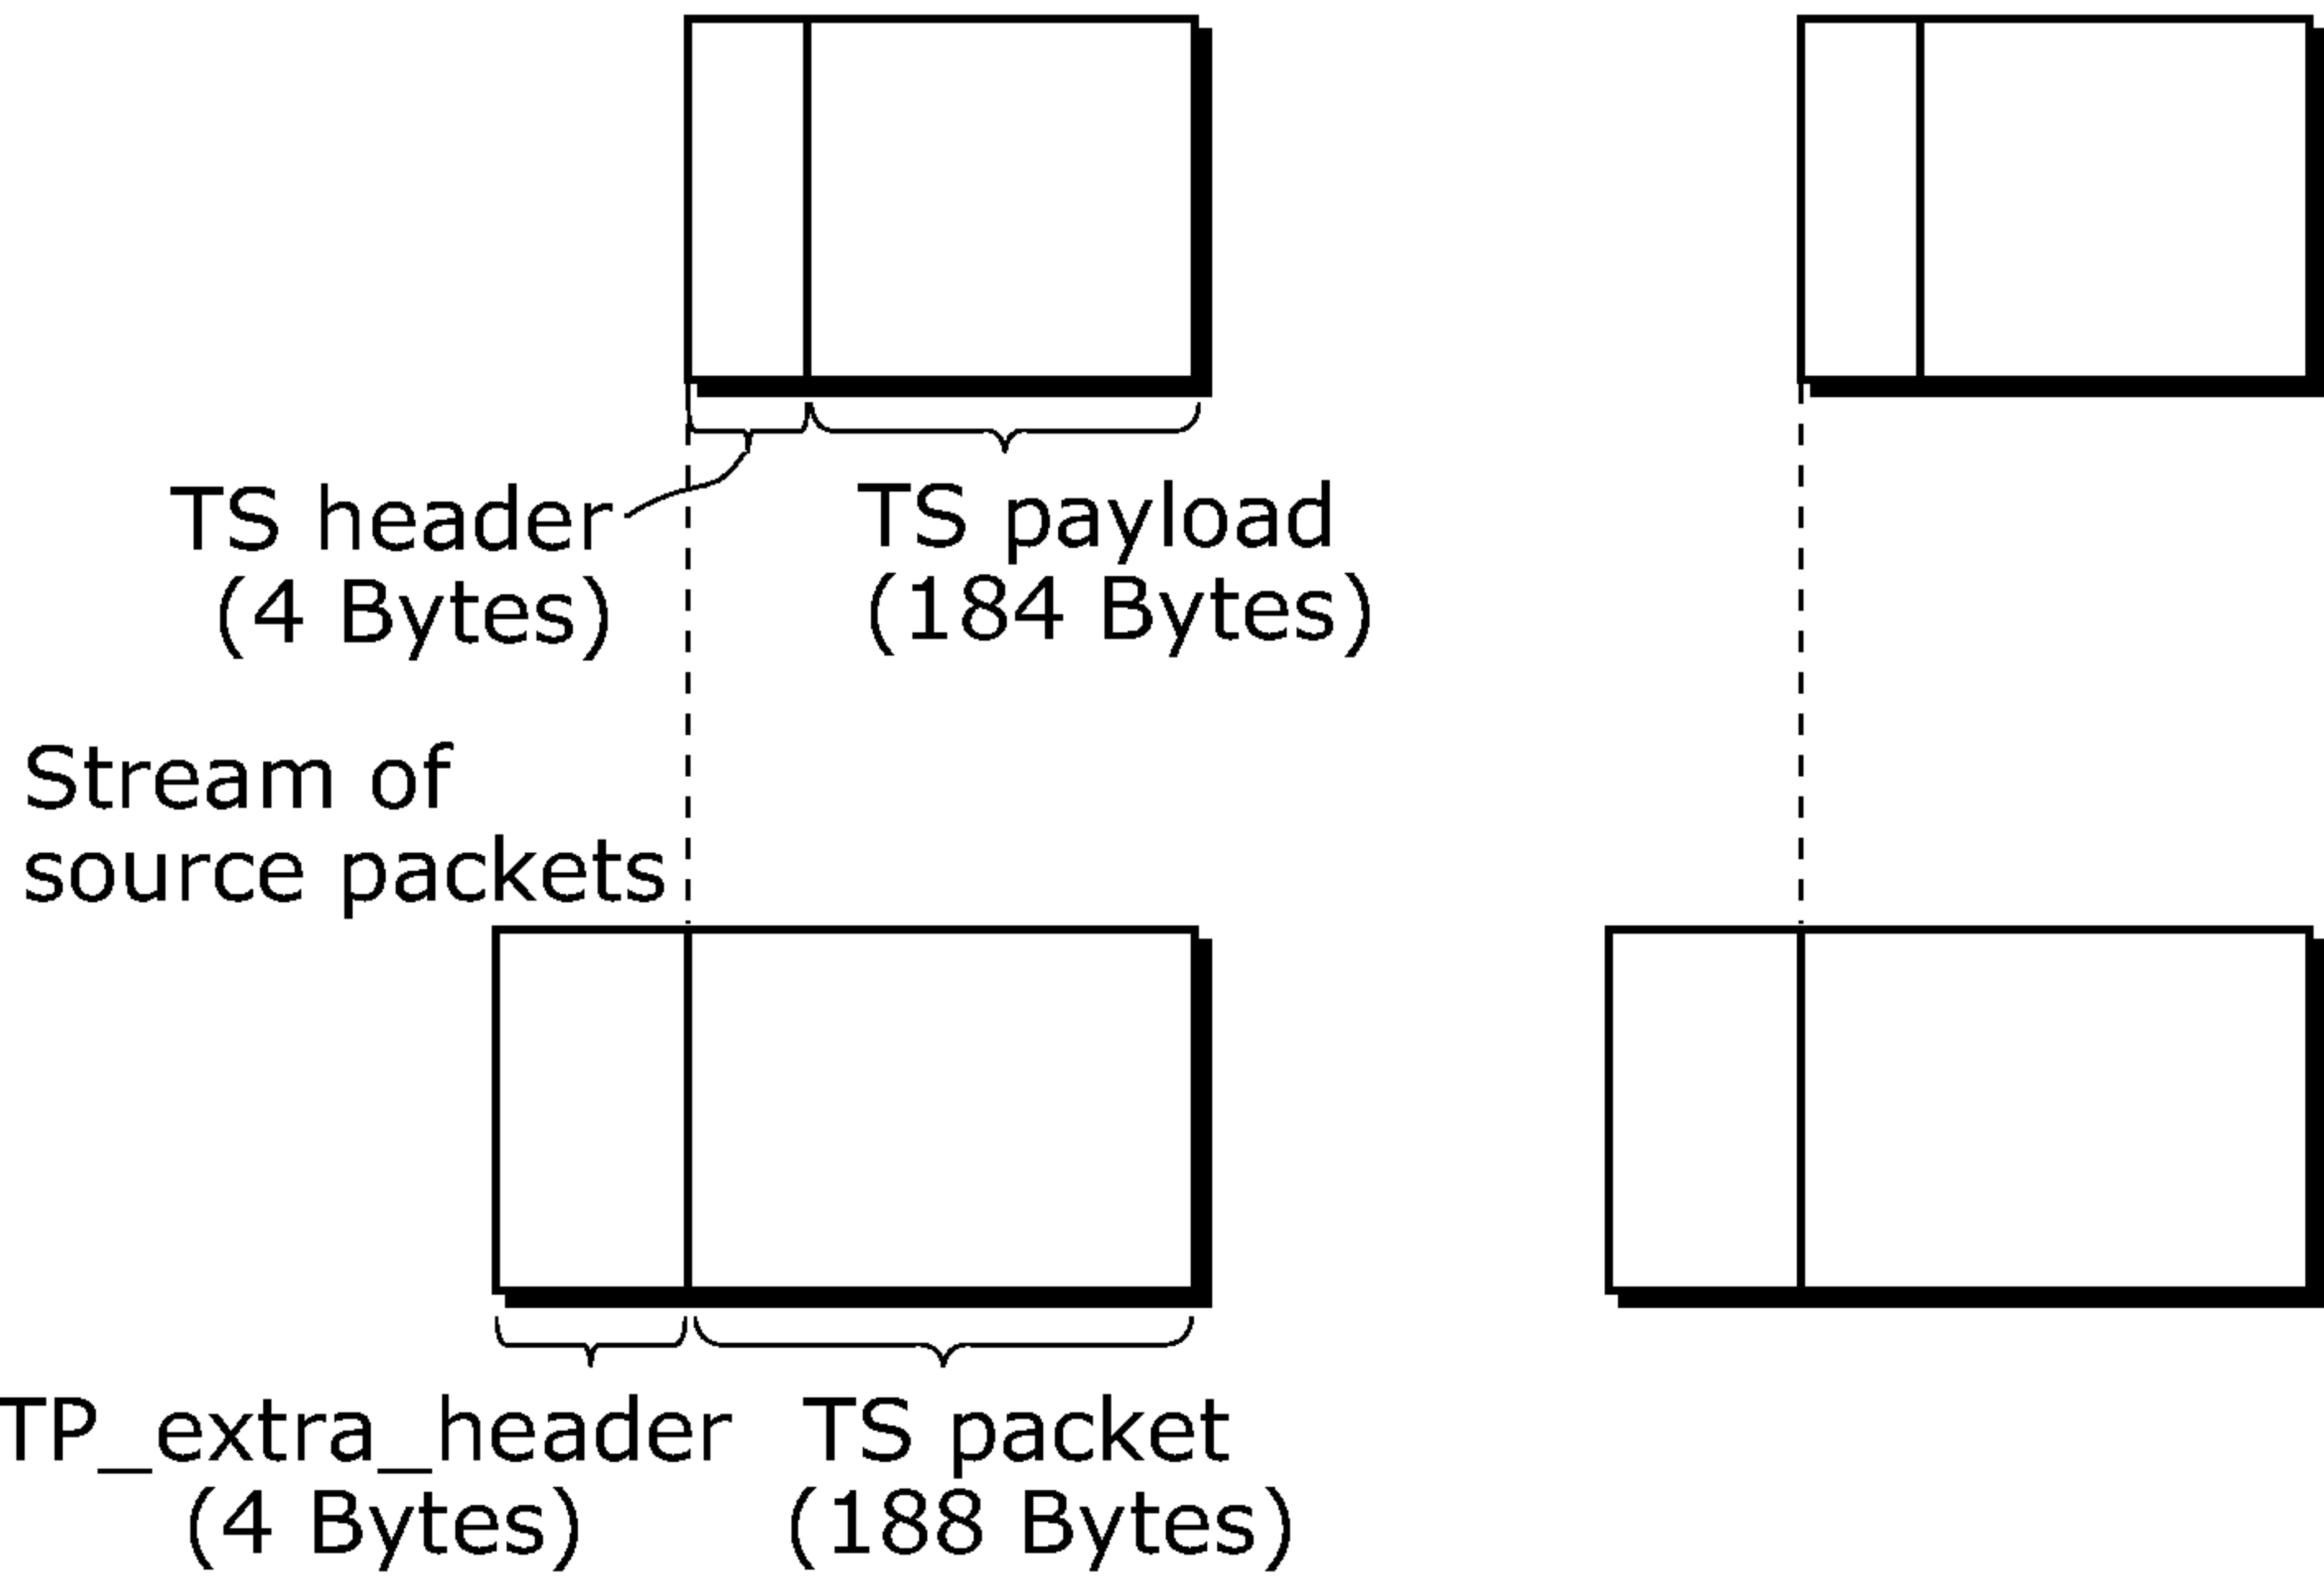 TS header
(4 Bytes)
TS payload
(184 Bytes)
Stream of
source packets
TP_extra_header
(4 Bytes)
TS packet
(188 Bytes)